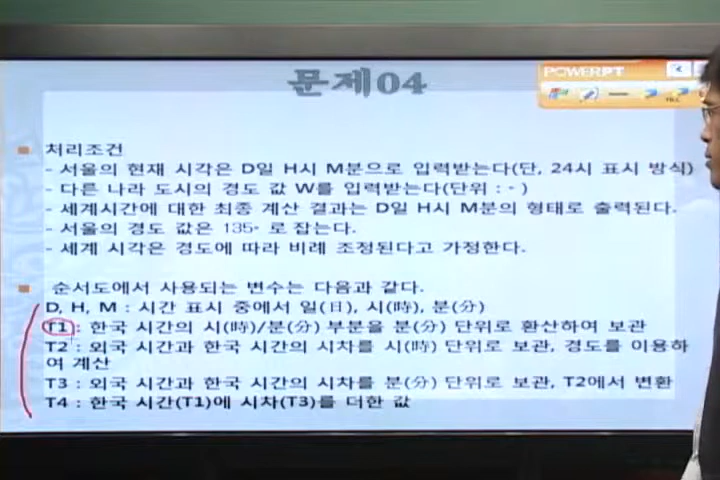 문제04
POWERPT
■ 처리조건
- 서울의 현재 시각은 D일 H시 M분으로 입력받는다(단, 24시 표시 방식)
- 다른 나라 도시의 경도 값 W를 입력받는다(단위 : ∘ )
- 세계시간에 대한 최종 계산 결과는 D일 H시 M분의 형태로 출력된다.
- 서울의 경도 값은 135∘ 로 잡는다.
- 세계 시각은 경도에 따라 비례 조정된다고 가정한다.
■ 순서도에서 사용되는 변수는 다음과 같다.
D, H, M : 시간 표시 중에서 일(日), 시(時), 분(分)
T1 : 한국 시간의 시(時)/분(分) 부분을 분(分) 단위로 환산하여 보관
T2 : 외국 시간과 한국 시간의 시차를 시(時) 단위로 보관, 경도를 이용하
여 계산
T3 : 외국 시간과 한국 시간의 시차를 분(分) 단위로 보관, T2에서 변환
T4 : 한국 시간(T1)에 시차(T3)를 더한 값